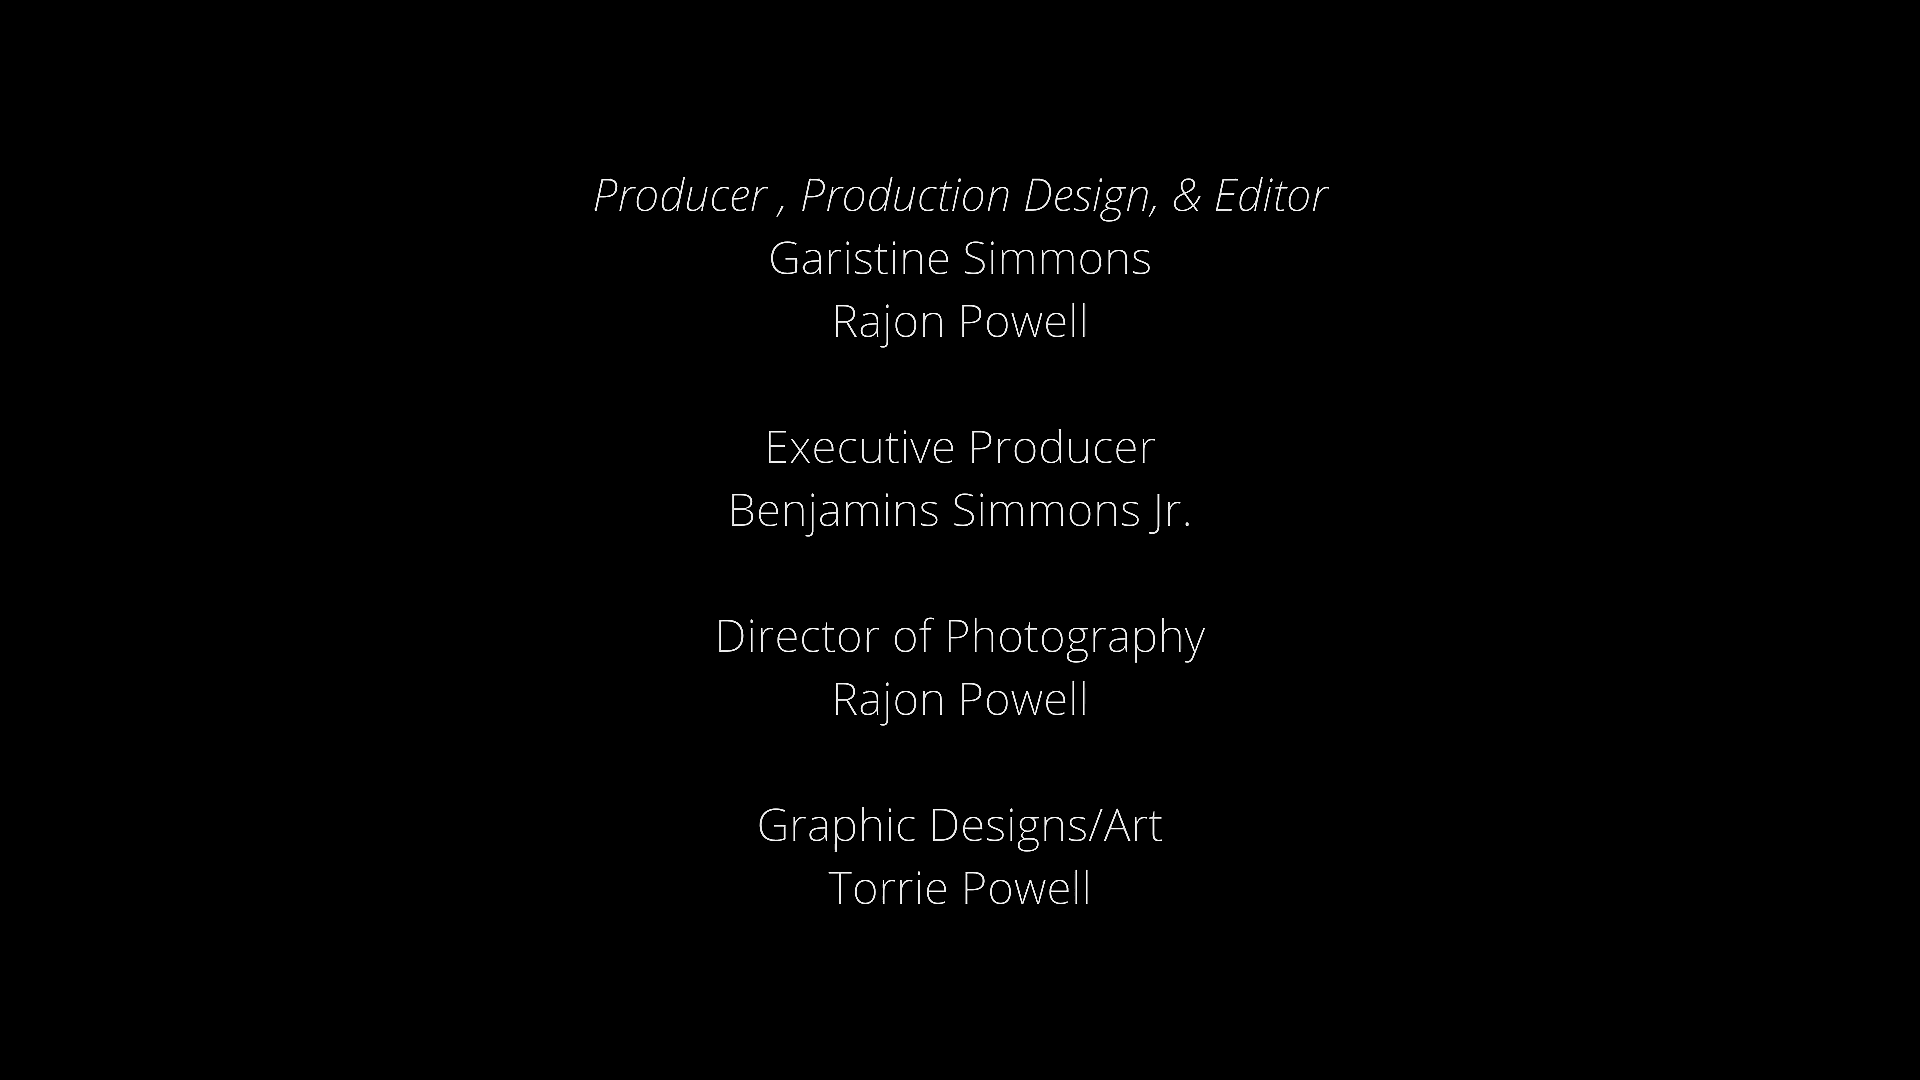 Producer , Production Design, & Editor
Garistine Simmons
Rajon Powell
Executive Producer
Benjamins Simmons Jr.
Director of Photography
Rajon Powell
Graphic Designs/Art
Torrie Powell